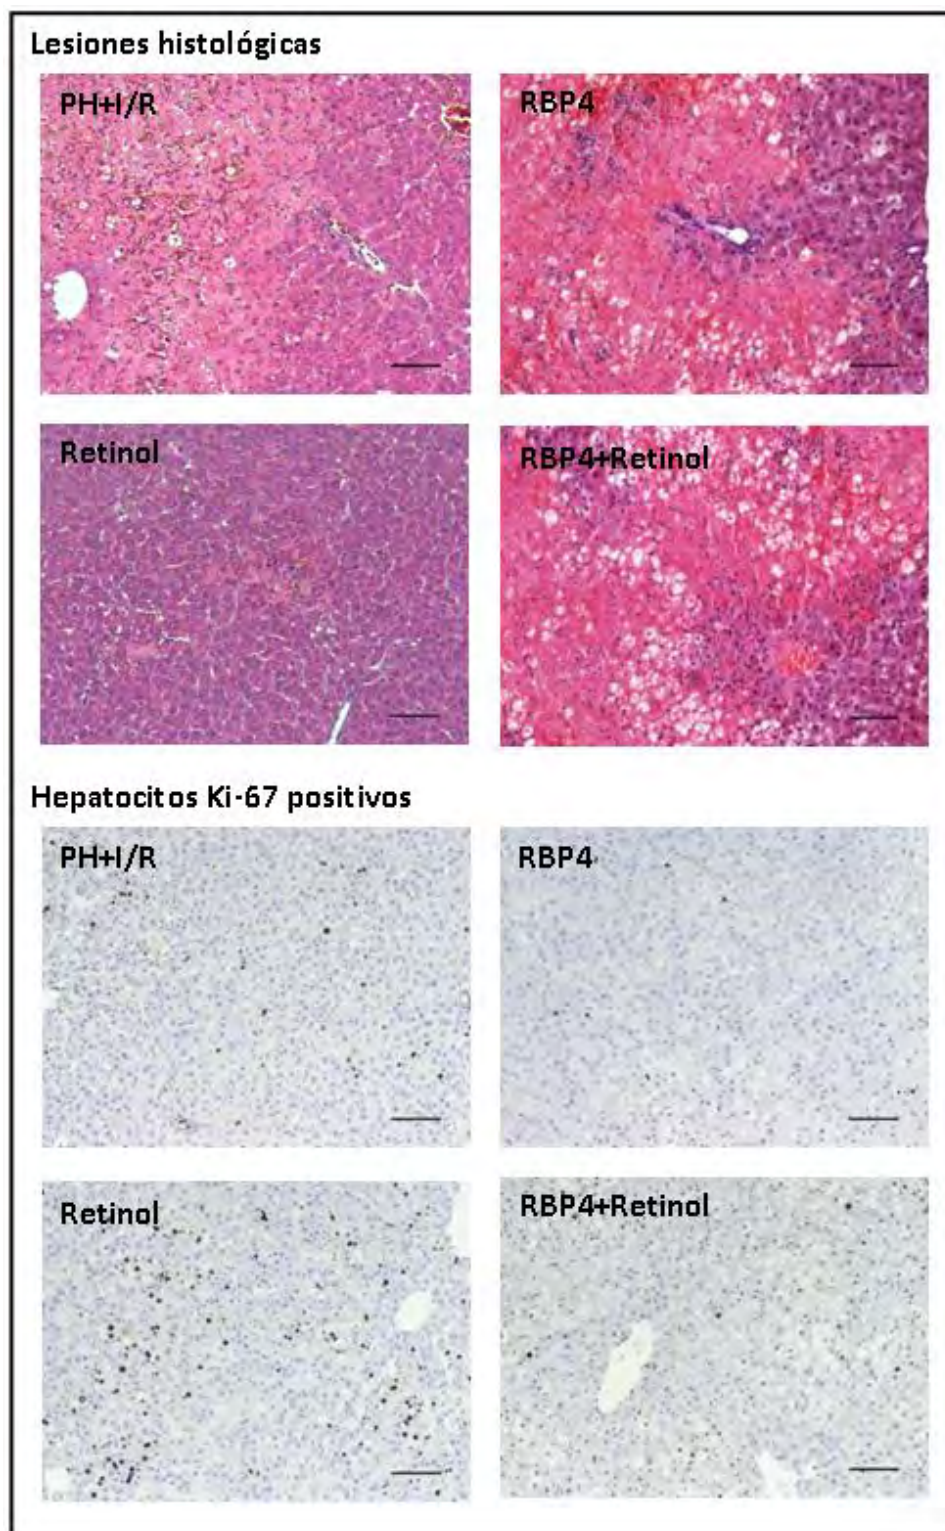 Lesiones histológicas
PH+I/R
RBP4
Retinol
RBP4+Retinol
Hepatocitos Ki-67 positivos
PH+I/R
RBP4
Retinol
RBP4+Retinol